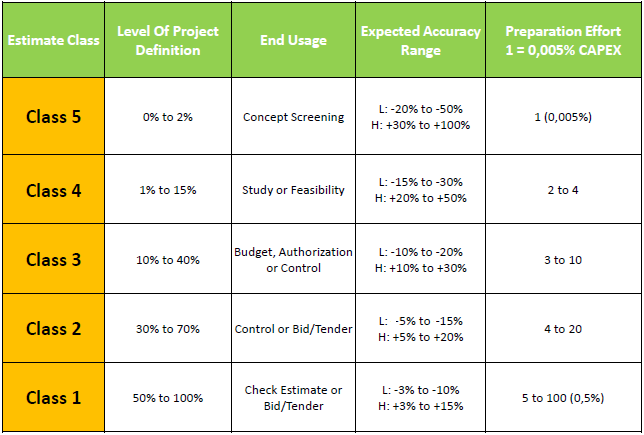 Estimate Class
Level Of Project
Definition
End Usage
Expected Accuracy
Range
Preparation Effort
1 = 0,005% CAPEX
Class 5
0% to 2%
Concept Screening
L: -20% to -50%
H: +30% to +100%
1 (0,005%)
Class 4
1% to 15%
Study or Feasibility
L: -15% to -30%
H: +20% to +50%
2 to 4
Class 3
10% to 40%
Budget, Authorization
or Control
L: -10% to -20%
H: +10% to +30%
3 to 10
Class 2
30% to 70%
Control or Bid/Tender
L: -5% to -15%
H: +5% to +20%
4 to 20
Class 1
50% to 100%
Check Estimate or
Bid/Tender
L: -3% to -10%
H: +3% to +15%
5 to 100 (0,5%)